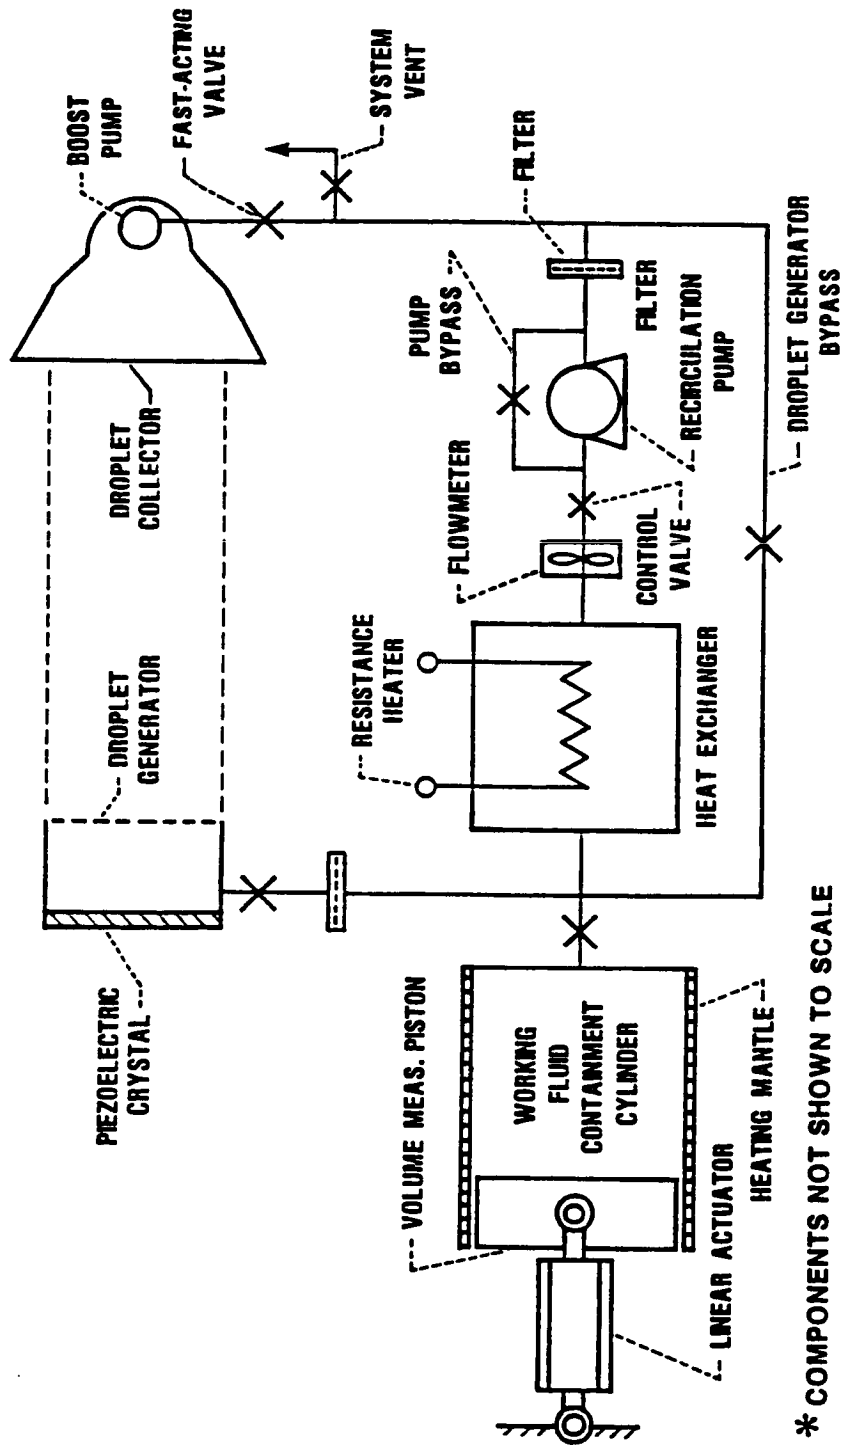 BOOST
PUMP
FAST-ACTING
VALVE
SYSTEM
VENT
DROPLET
COLLECTOR
DROPLET
GENERATOR
PIEZOELECTRIC
CRYSTAL
FILTER
PUMP
BYPASS
FILTER
RECIRCULATION
PUMP
DROPLET GENERATOR
BYPASS
FLOWMETER
CONTROL
VALVE
RESISTANCE
HEATER
HEAT EXCHANGER
VOLUME MEAS. PISTON
WORKING
FLUID
CONTAINMENT
CYLINDER
HEATING MANTLE
LINEAR ACTUATOR
* COMPONENTS NOT SHOWN TO SCALE